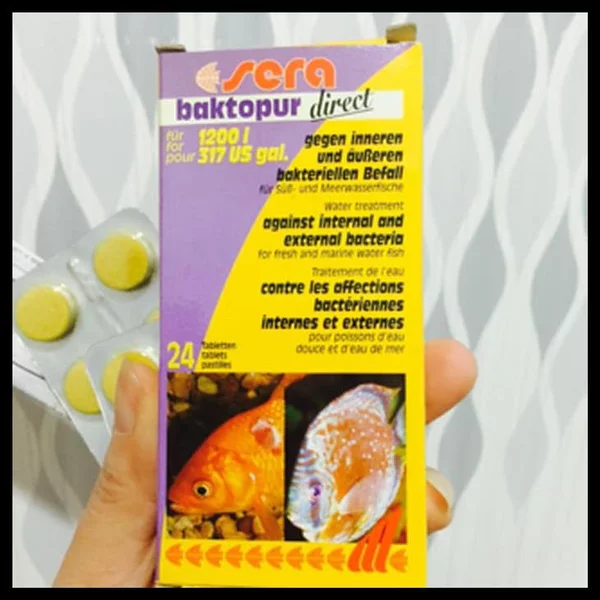 sera
baktopur direct
für
for
pour
1200 l
317 US gal.
gegen inneren
und äußeren
bakteriellen Befall
für Süß- und Meerwasserfische
Water treatment
against internal and
external bacteria
for fresh and marine water fish
Traitement de l'eau
contre les affections
bactériennes
internes et externes
pour poissons d'eau
douce et d'eau de mer
24
Tabletten
tablets
pastilles